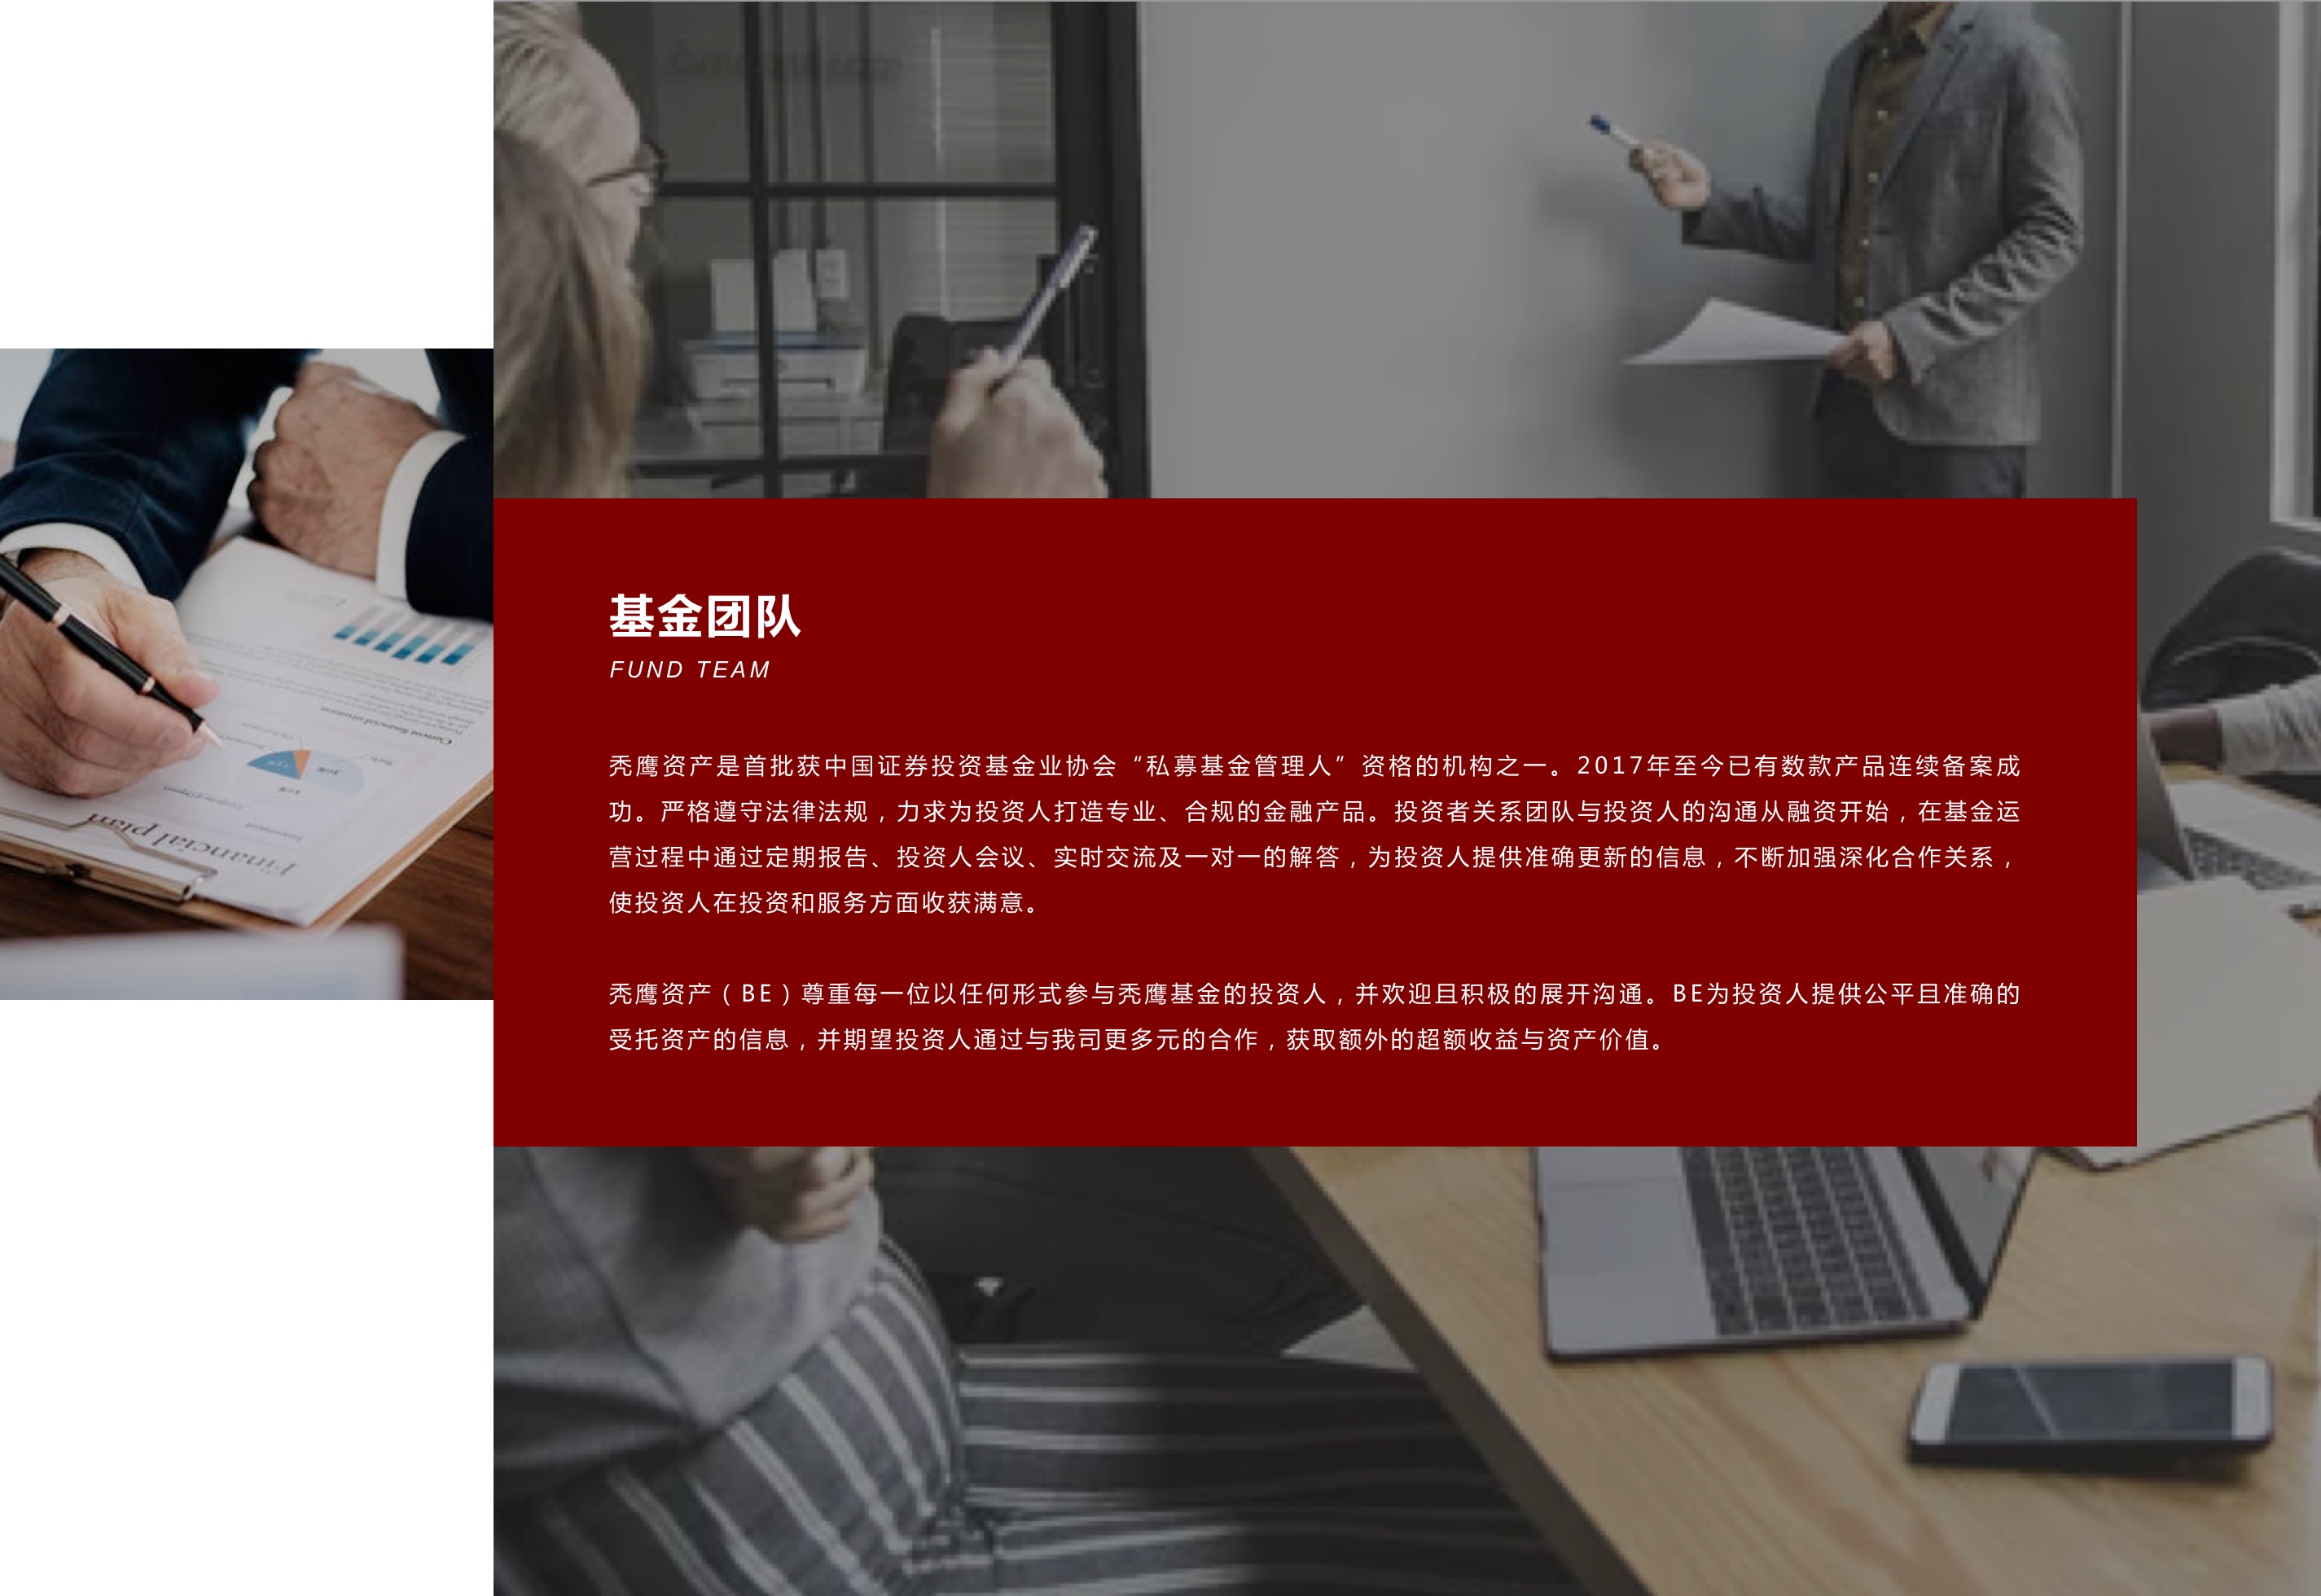 基金团队
FUND TEAM
秃鹰资产是首批获中国证券投资基金业协会“私募基金管理人”资格的机构之一。2017年至今已有数款产品连续备案成
功。严格遵守法律法规，力求为投资人打造专业、合规的金融产品。投资者关系团队与投资人的沟通从融资开始，在基金运
营过程中通过定期报告、投资人会议、实时交流及一对一的解答，为投资人提供准确更新的信息，不断加强深化合作关系，
使投资人在投资和服务方面收获满意。
秃鹰资产（BE）尊重每一位以任何形式参与秃鹰基金的投资人，并欢迎且积极的展开沟通。BE为投资人提供公平且准确的
受托资产的信息，并期望投资人通过与我司更多元的合作，获取额外的超额收益与资产价值。
Financial plan
Current financial situation